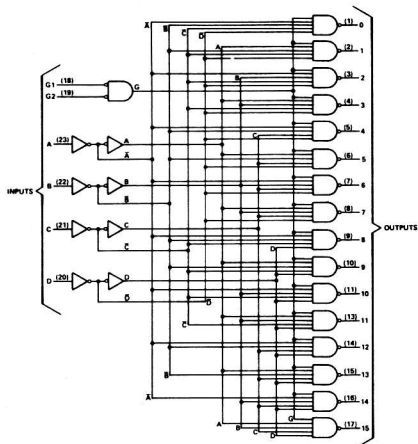 INPUTS
G1 (18)
G2 (19)
G
A (23) A
A̅
B (22) B
B̅
C (21) C
C̅
D (20) D
D̅
A̅
B̅
C̅
D̅
A
B
C
D
D̅
C̅
B̅
A̅
G
A
B
C
D
(1) 0
(2) 1
(3) 2
(4) 3
(5) 4
(6) 5
(7) 6
(8) 7
(9) 8
(10) 9
(11) 10
(13) 11
(14) 12
(15) 13
(16) 14
(17) 15
OUTPUTS